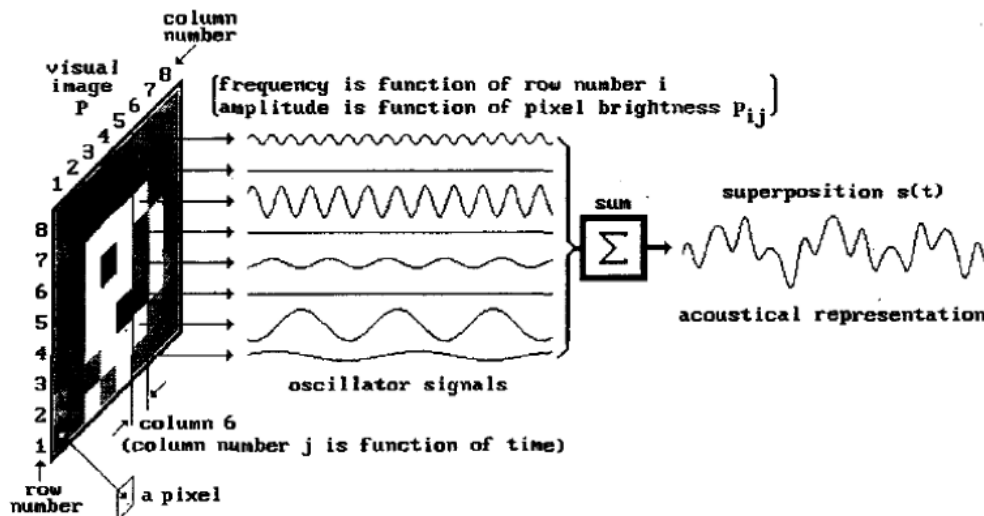 column
number
visual
image
P
1 2 3 4 5 6 7 8
frequency is function of row number i
amplitude is function of pixel brightness Pij
8
7
6
5
4
3
2
1
sum
Σ
superposition s(t)
acoustical representation
oscillator signals
column 6
(column number j is function of time)
row
number
a pixel